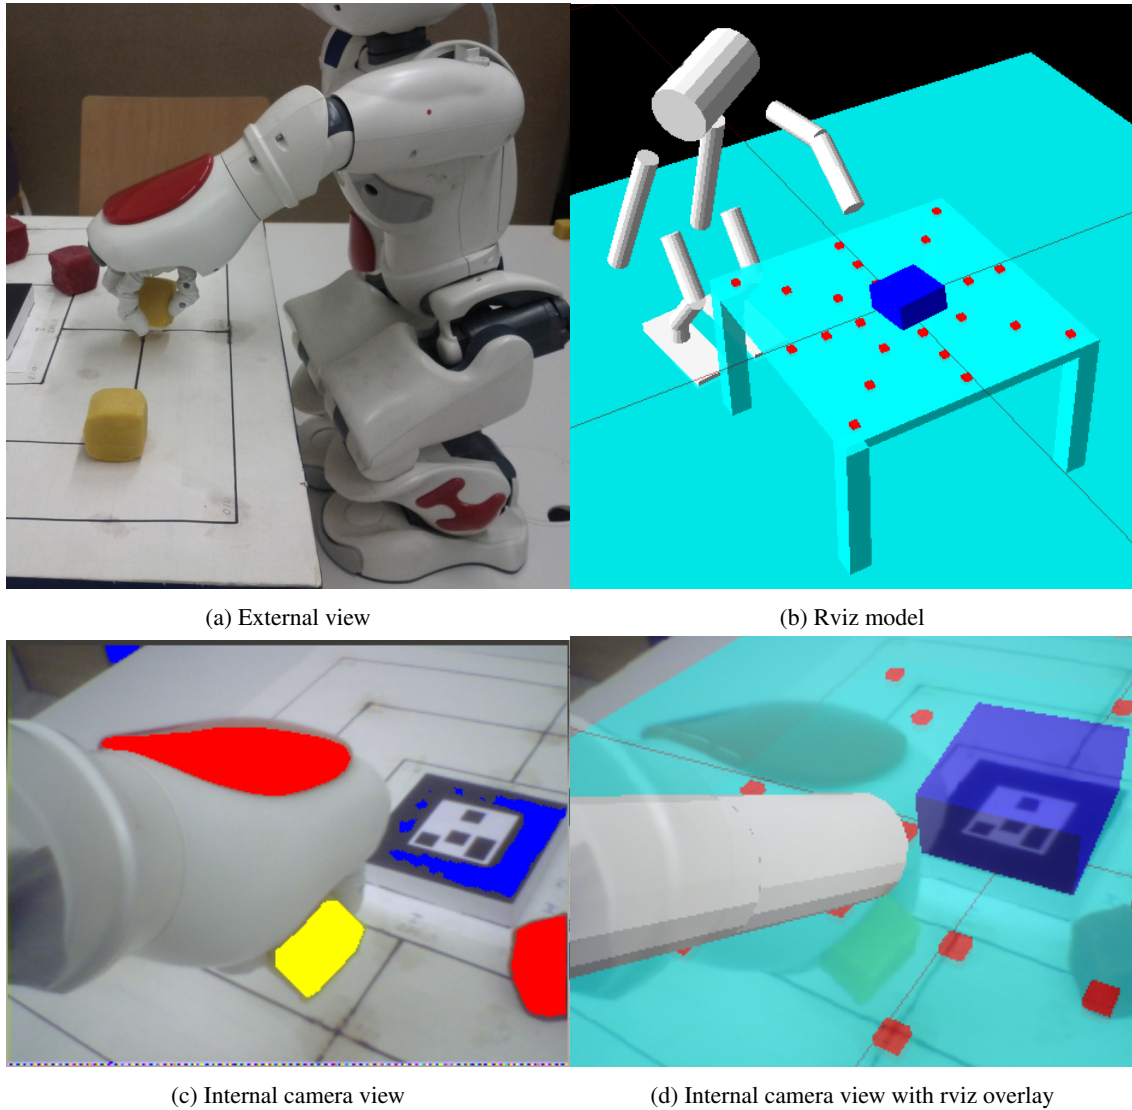 (a) External view
(b) Rviz model
(c) Internal camera view
(d) Internal camera view with rviz overlay